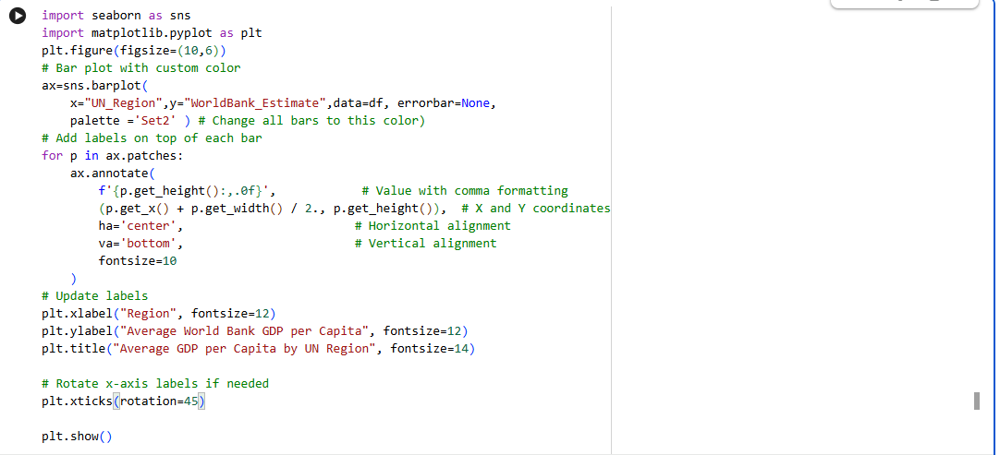 import seaborn as sns
import matplotlib.pyplot as plt
plt.figure(figsize=(10,6))
# Bar plot with custom color
ax=sns.barplot(
    x="UN_Region",y="WorldBank_Estimate",data=df, errorbar=None,
    palette ='Set2' ) # Change all bars to this color)
# Add labels on top of each bar
for p in ax.patches:
    ax.annotate(
        f'{p.get_height():,.0f}',            # Value with comma formatting
        (p.get_x() + p.get_width() / 2., p.get_height()),  # X and Y coordinates
        ha='center',                        # Horizontal alignment
        va='bottom',                        # Vertical alignment
        fontsize=10
    )
# Update labels
plt.xlabel("Region", fontsize=12)
plt.ylabel("Average World Bank GDP per Capita", fontsize=12)
plt.title("Average GDP per Capita by UN Region", fontsize=14)

# Rotate x-axis labels if needed
plt.xticks(rotation=45)

plt.show()